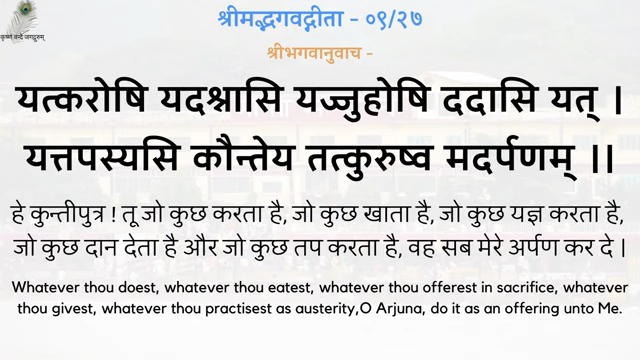 श्रीमद्भगवद्गीता - ०९/२७
कृष्णं वन्दे जगद्गुरुम्
श्रीभगवानुवाच -
यत्करोषि यदश्नासि यज्जुहोषि ददासि यत् |
यत्तपस्यसि कौन्तेय तत्कुरुष्व मदर्पणम् ||
हे कुन्तीपुत्र ! तू जो कुछ करता है, जो कुछ खाता है, जो कुछ यज्ञ करता है,
जो कुछ दान देता है और जो कुछ तप करता है, वह सब मेरे अर्पण कर दे |
Whatever thou doest, whatever thou eatest, whatever thou offerest in sacrifice, whatever
thou givest, whatever thou practisest as austerity,O Arjuna, do it as an offering unto Me.